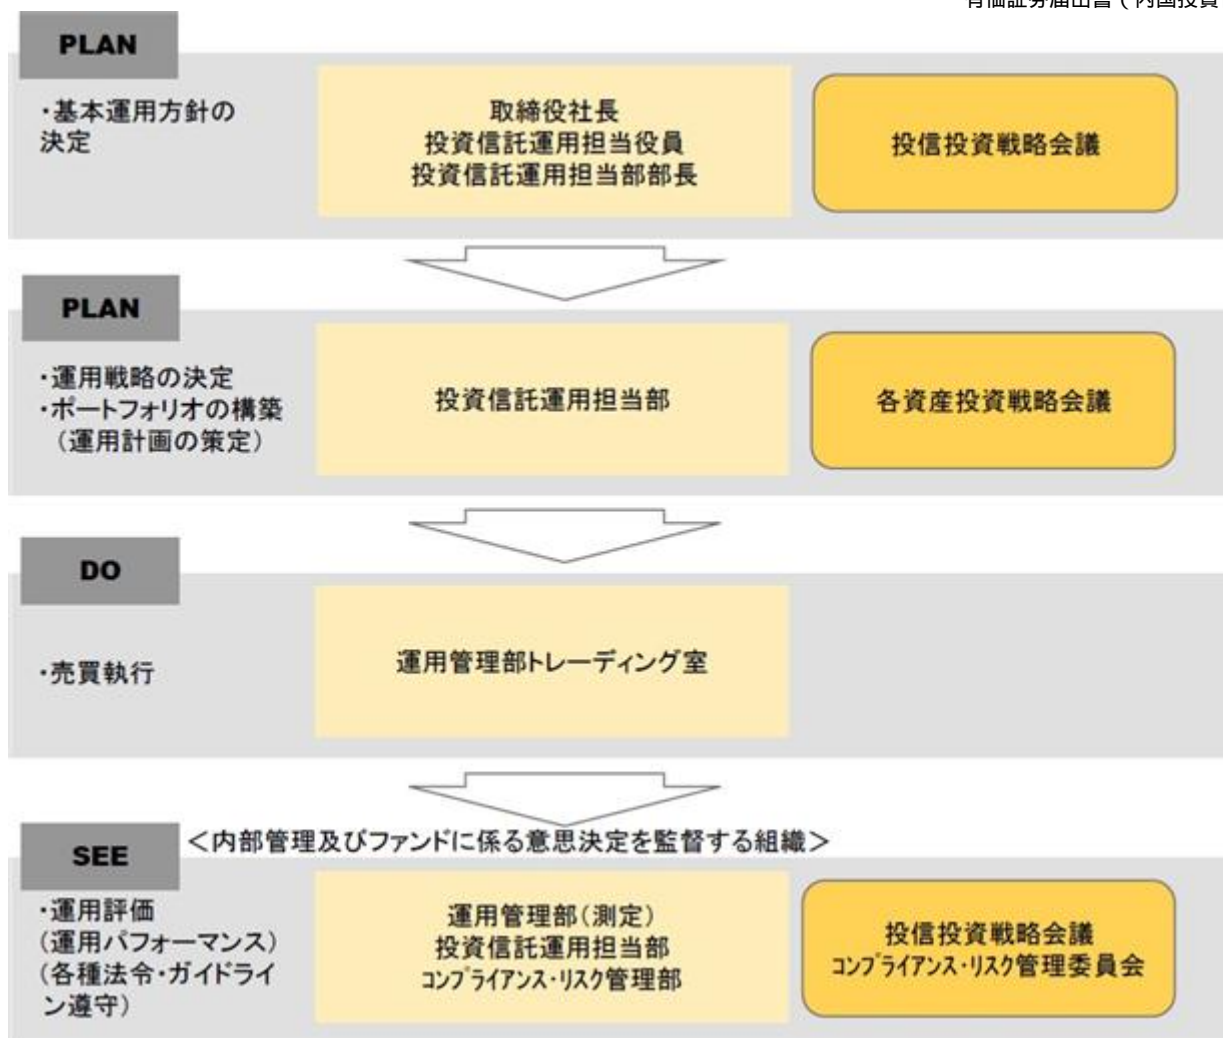 有価証券届出書(内国投資
PLAN
・基本運用方針の
決定
取締役社長
投資信託運用担当役員
投資信託運用担当部部長
投信投資戦略会議
PLAN
・運用戦略の決定
・ポートフォリオの構築
(運用計画の策定)
投資信託運用担当部
各資産投資戦略会議
DO
・売買執行
運用管理部トレーディング室
SEE
<内部管理及びファンドに係る意思決定を監督する組織>
・運用評価
(運用パフォーマンス)
(各種法令・ガイドライ
ン遵守)
運用管理部(測定)
投資信託運用担当部
コンプライアンス・リスク管理部
投信投資戦略会議
コンプライアンス・リスク管理委員会